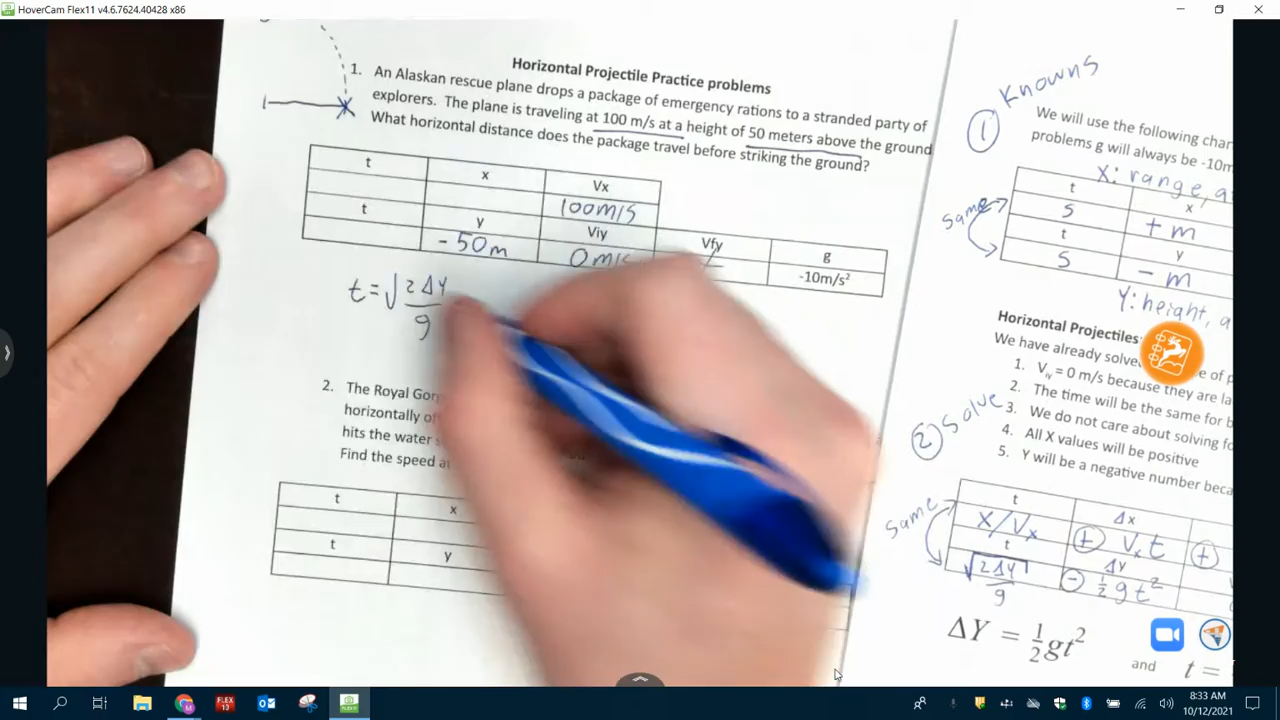 HoverCam Flex11 v4.6.7624.40428 x86
Horizontal Projectile Practice problems
1. An Alaskan rescue plane drops a package of emergency rations to a stranded party of
explorers. The plane is traveling at 100 m/s at a height of 50 meters above the ground
What horizontal distance does the package travel before striking the ground?
t x Vx
100m/s
t y Viy Vfy g
-50m 0m/s -10m/s²
t=√2Δy
g
2. The Royal Gor
horizontally of
hits the water
Find the speed a
t x
t y
① Knowns
We will use the following char
problems g will always be -10m
X: range, a
t x
Same s +m
t y
s -m
Y: height, a
Horizontal Projectiles:
We have already solve e of p
1. Viy = 0 m/s because they are la
2. The time will be the same for b
3. We do not care about solving fo
4. All X values will be positive
5. Y will be a negative number beca
② Solve
t Δx
Same x/Vx + Vxt +
t Δy
√2Δy - ½gt²
g
ΔY = ½gt²
and t =
FLEX
8:33 AM
10/12/2021